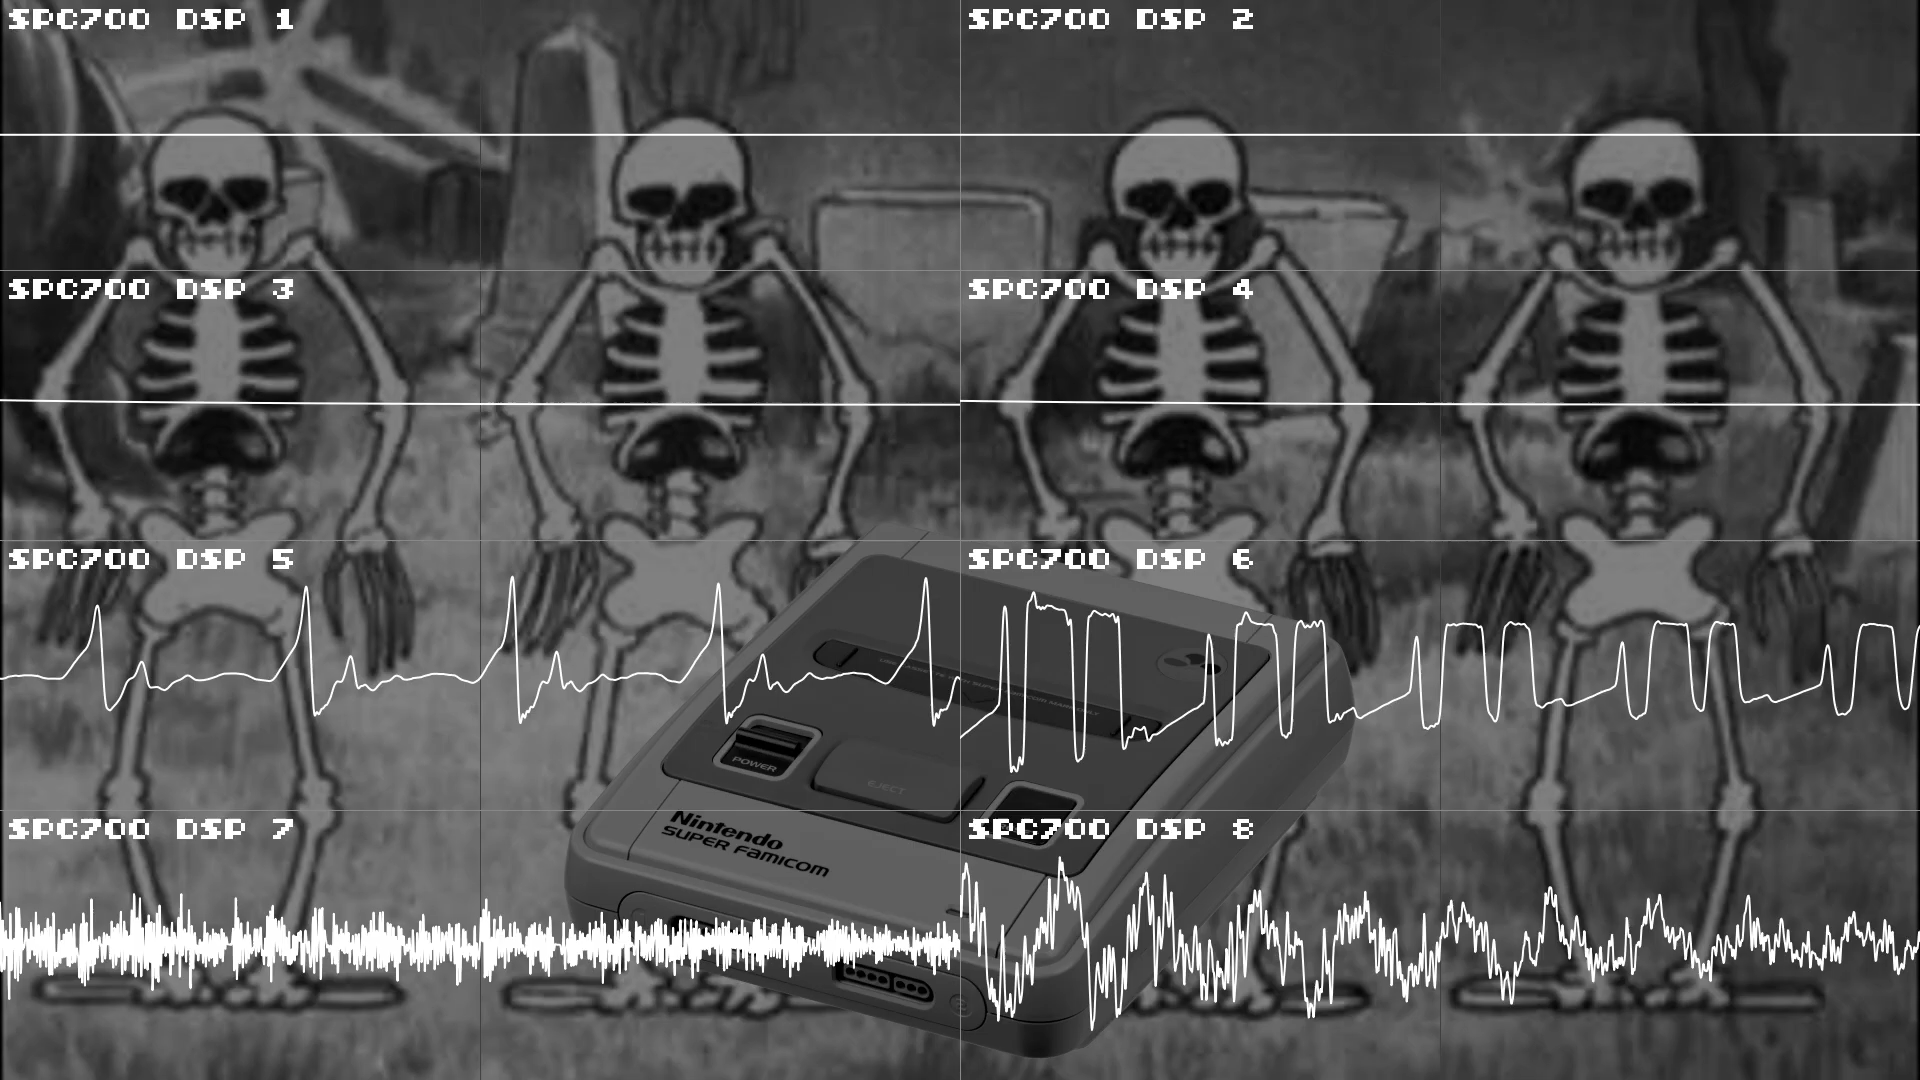 SPC700 DSP 1
SPC700 DSP 2
SPC700 DSP 3
SPC700 DSP 4
SPC700 DSP 5
SPC700 DSP 6
POWER
EJECT
Nintendo
SUPER FAMICOM
SPC700 DSP 7
SPC700 DSP 8